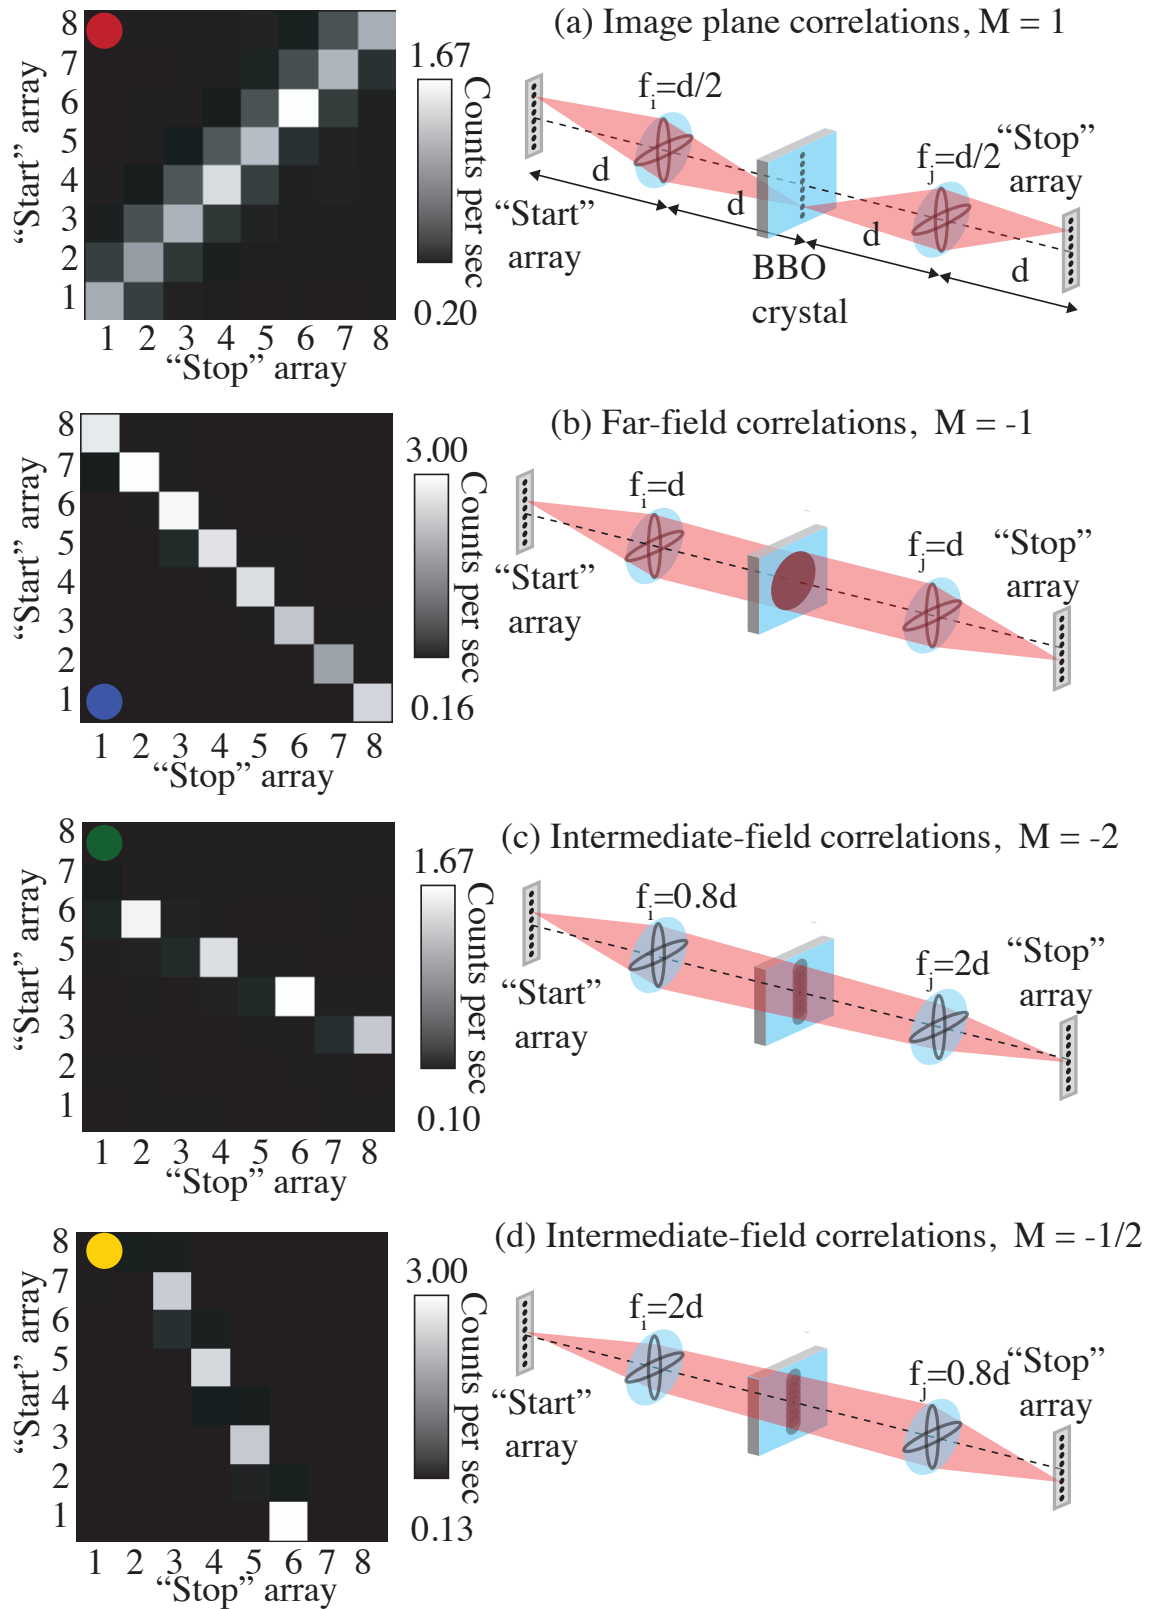 (a) Image plane correlations, M = 1
8
7
6
5
4
3
2
1
"Start" array
1 2 3 4 5 6 7 8
"Stop" array
1.67
Counts per sec
0.20
f_i=d/2
f_j=d/2
"Start"
array
"Stop"
array
d
d
d
d
BBO
crystal
(b) Far-field correlations, M = -1
8
7
6
5
4
3
2
1
"Start" array
1 2 3 4 5 6 7 8
"Stop" array
3.00
Counts per sec
0.16
f_i=d
f_j=d
"Start"
array
"Stop"
array
(c) Intermediate-field correlations, M = -2
8
7
6
5
4
3
2
1
"Start" array
1 2 3 4 5 6 7 8
"Stop" array
1.67
Counts per sec
0.10
f_i=0.8d
f_j=2d
"Start"
array
"Stop"
array
(d) Intermediate-field correlations, M = -1/2
8
7
6
5
4
3
2
1
"Start" array
1 2 3 4 5 6 7 8
"Stop" array
3.00
Counts per sec
0.13
f_i=2d
f_j=0.8d
"Start"
array
"Stop"
array